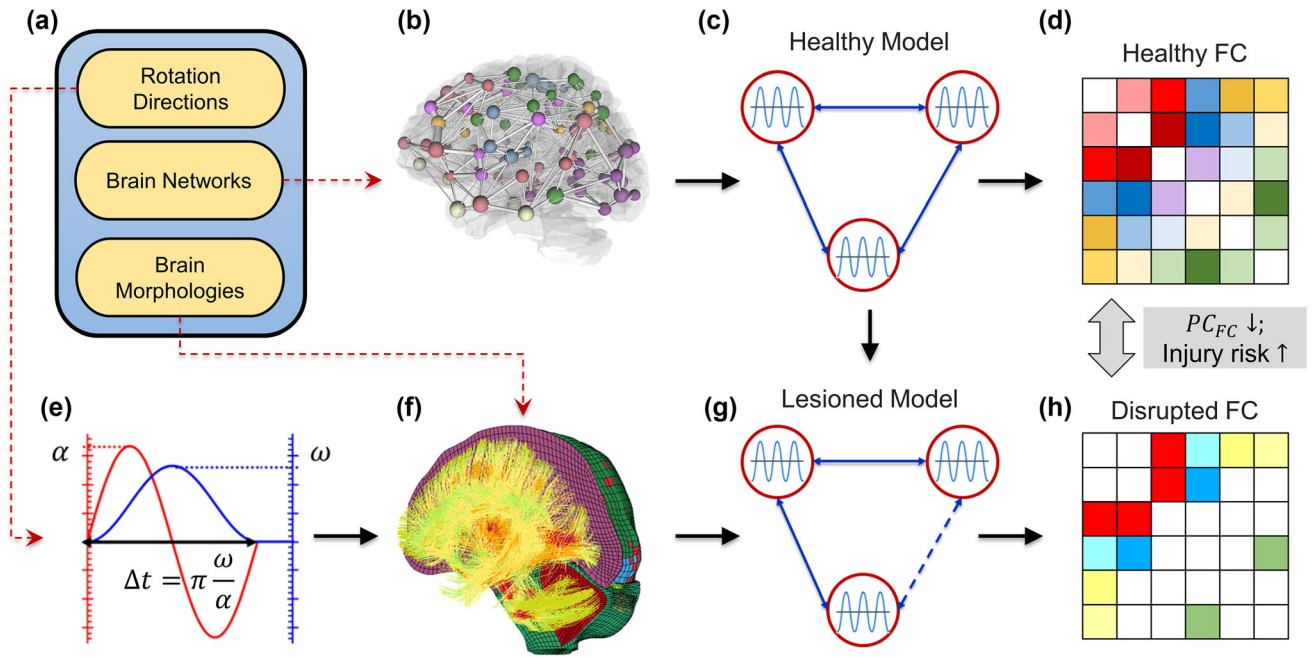 (a)
Rotation
Directions
Brain Networks
Brain
Morphologies
(b)
(c)
Healthy Model
(d)
Healthy FC
PC_FC ↓;
Injury risk ↑
(e)
α
ω
Δt = π ω/α
(f)
(g)
Lesioned Model
(h)
Disrupted FC